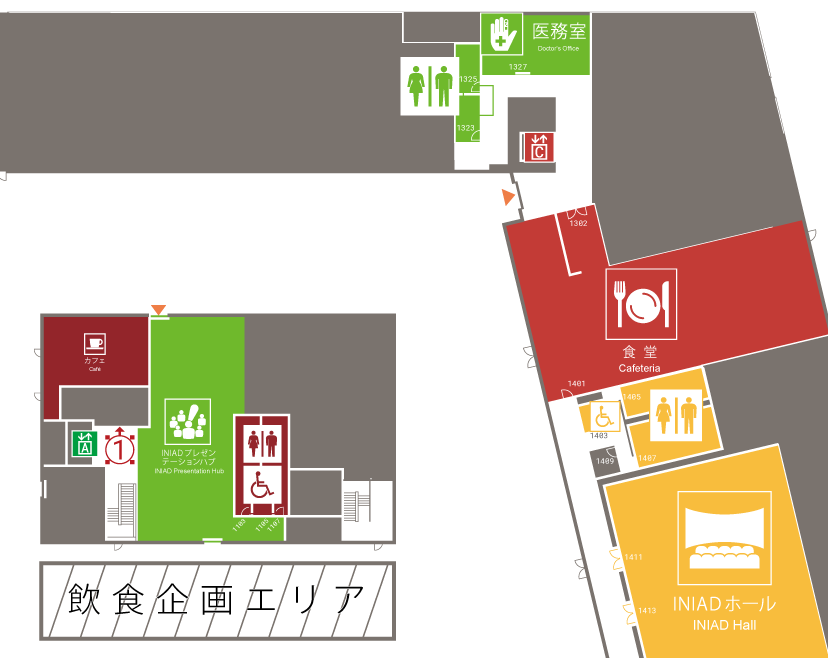 医務室
Doctor's Office
1327
1325
1323
C
1302
食堂
Cafeteria
1401
1405
1403
1407
1409
カフェ
Café
INIADプレゼン
テーションハブ
INIAD Presentation Hub
A
1
1103
1105
1107
1411
1413
INIADホール
INIAD Hall
飲食企画エリア